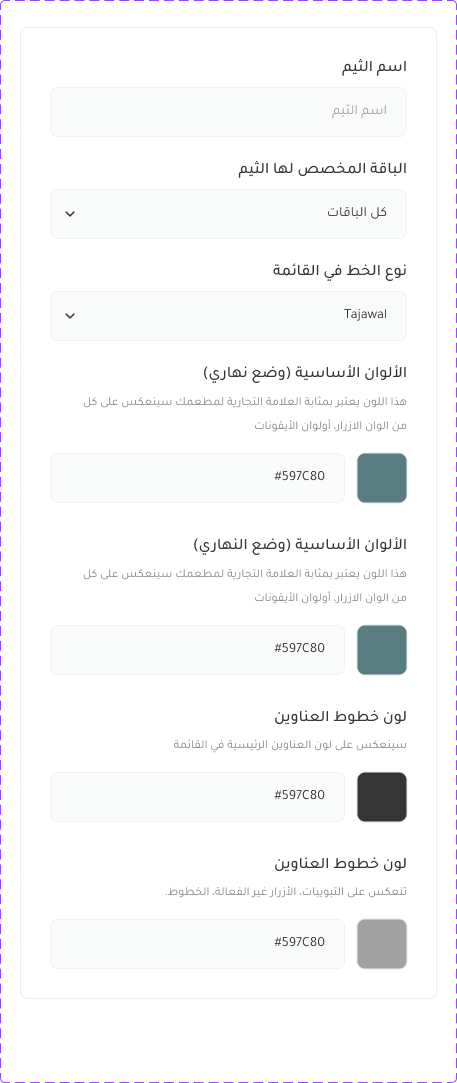 اسم الثيم
اسم الثيم
الباقة المخصص لها الثيم
كل الباقات
نوع الخط في القائمة
Tajawal
الألوان الأساسية (وضع نهاري)
هذا اللون يعتبر بمثابة العلامة التجارية لمطعمك سينعكس على كل
من الوان الازرار، أولوان الأيقونات
#597C80
الألوان الأساسية (وضع النهاري)
هذا اللون يعتبر بمثابة العلامة التجارية لمطعمك سينعكس على كل
من الوان الازرار، أولوان الأيقونات
#597C80
لون خطوط العناوين
سينعكس على لون العناوين الرئيسية في القائمة
#597C80
لون خطوط العناوين
تنعكس على التبويبات، الأزرار غير الفعالة، الخطوط.
#597C80